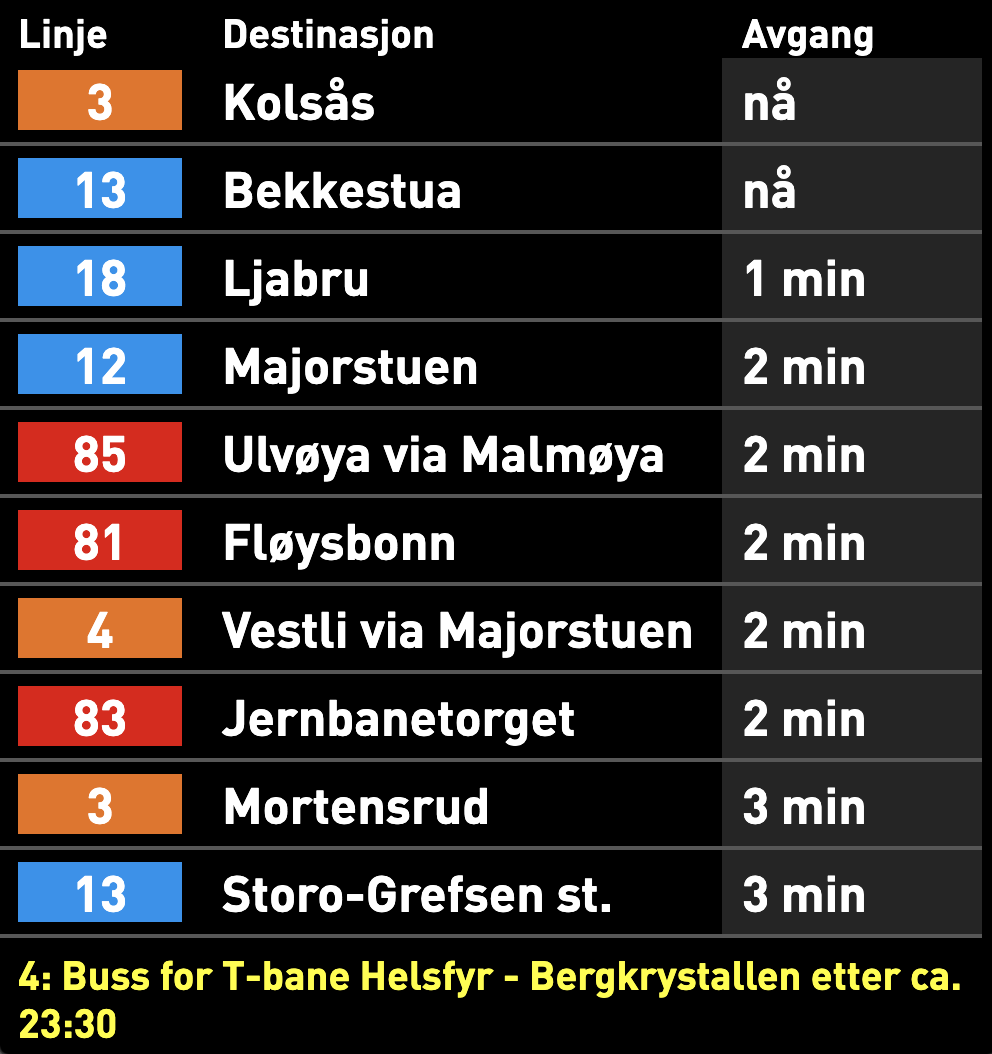 Linje Destinasjon Avgang
3 Kolsås nå
13 Bekkestua nå
18 Ljabru 1 min
12 Majorstuen 2 min
85 Ulvøya via Malmøya 2 min
81 Fløysbonn 2 min
4 Vestli via Majorstuen 2 min
83 Jernbanetorget 2 min
3 Mortensrud 3 min
13 Storo-Grefsen st. 3 min
4: Buss for T-bane Helsfyr - Bergkrystallen etter ca.
23:30